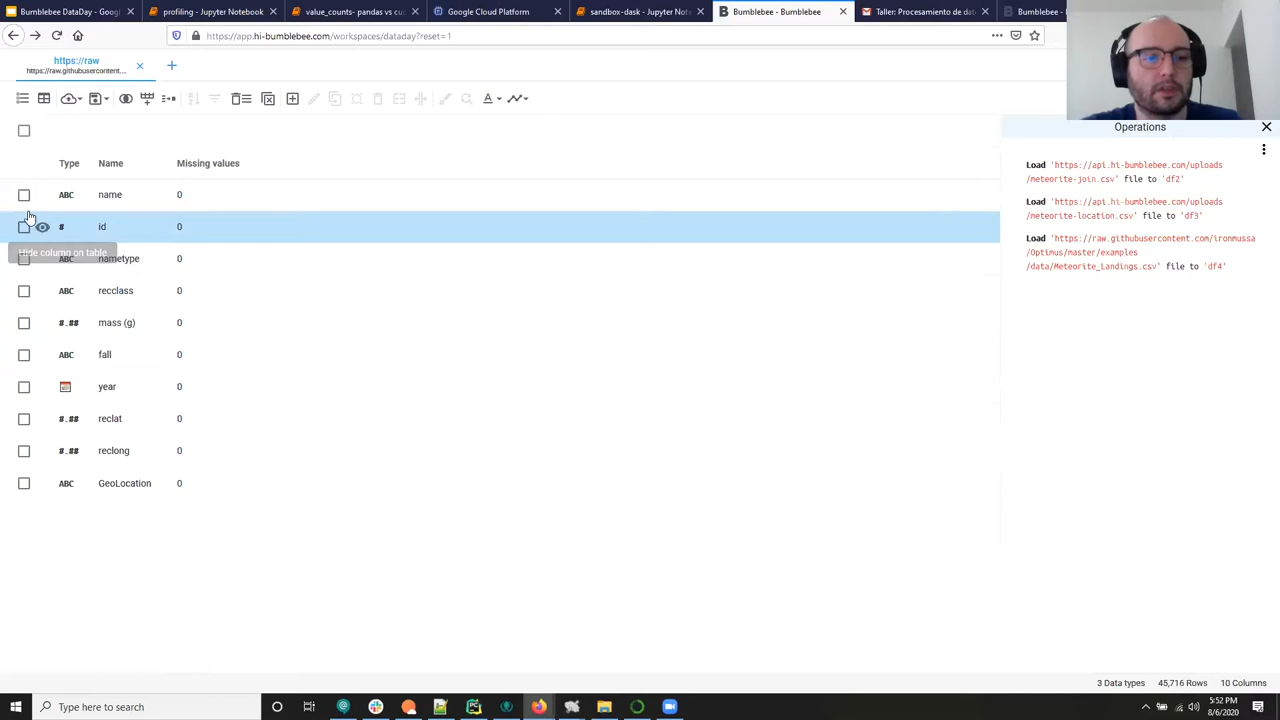 Bumblebee DataDay - Goog
profiling - Jupyter Notebook
value_counts- pandas vs cu
Google Cloud Platform
sandbox-dask - Jupyter Note
Bumblebee - Bumblebee
Taller: Procesamiento de dat
Bumblebee - B
https://app.hi-bumblebee.com/workspaces/dataday?reset=1
https://raw
https://raw.githubusercontent....
Operations
Type Name Missing values
ABC name 0
# id 0
Hide column on table
nametype 0
ABC recclass 0
#.## mass (g) 0
ABC fall 0
year 0
#.## reclat 0
#.## reclong 0
ABC GeoLocation 0
Load 'https://api.hi-bumblebee.com/uploads
/meteorite-join.csv' file to 'df2'
Load 'https://api.hi-bumblebee.com/uploads
/meteorite-location.csv' file to 'df3'
Load 'https://raw.githubusercontent.com/ironmussa
/Optimus/master/examples
/data/Meteorite_Landings.csv' file to 'df4'
3 Data types 45,716 Rows 10 Columns
Type here to search
5:52 PM
8/6/2020